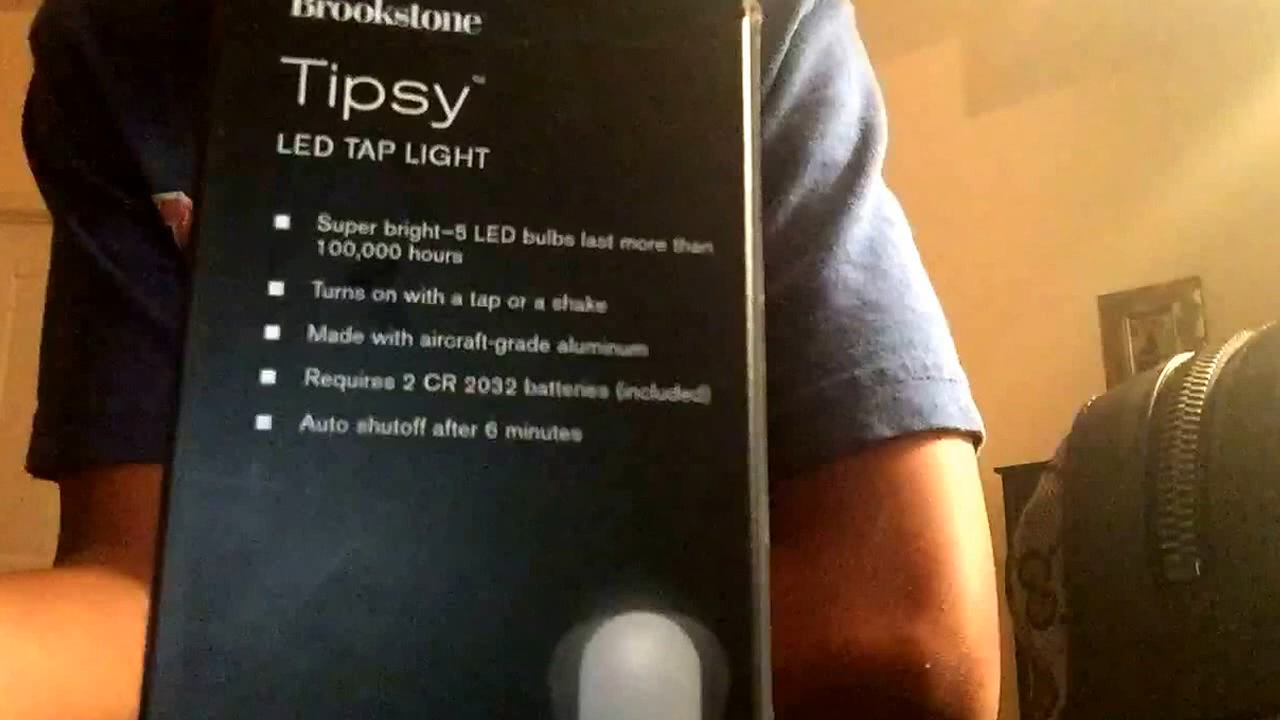 Brookstone
Tipsy™
LED TAP LIGHT
Super bright–5 LED bulbs last more than
100,000 hours
Turns on with a tap or a shake
Made with aircraft-grade aluminum
Requires 2 CR 2032 batteries (included)
Auto shutoff after 6 minutes